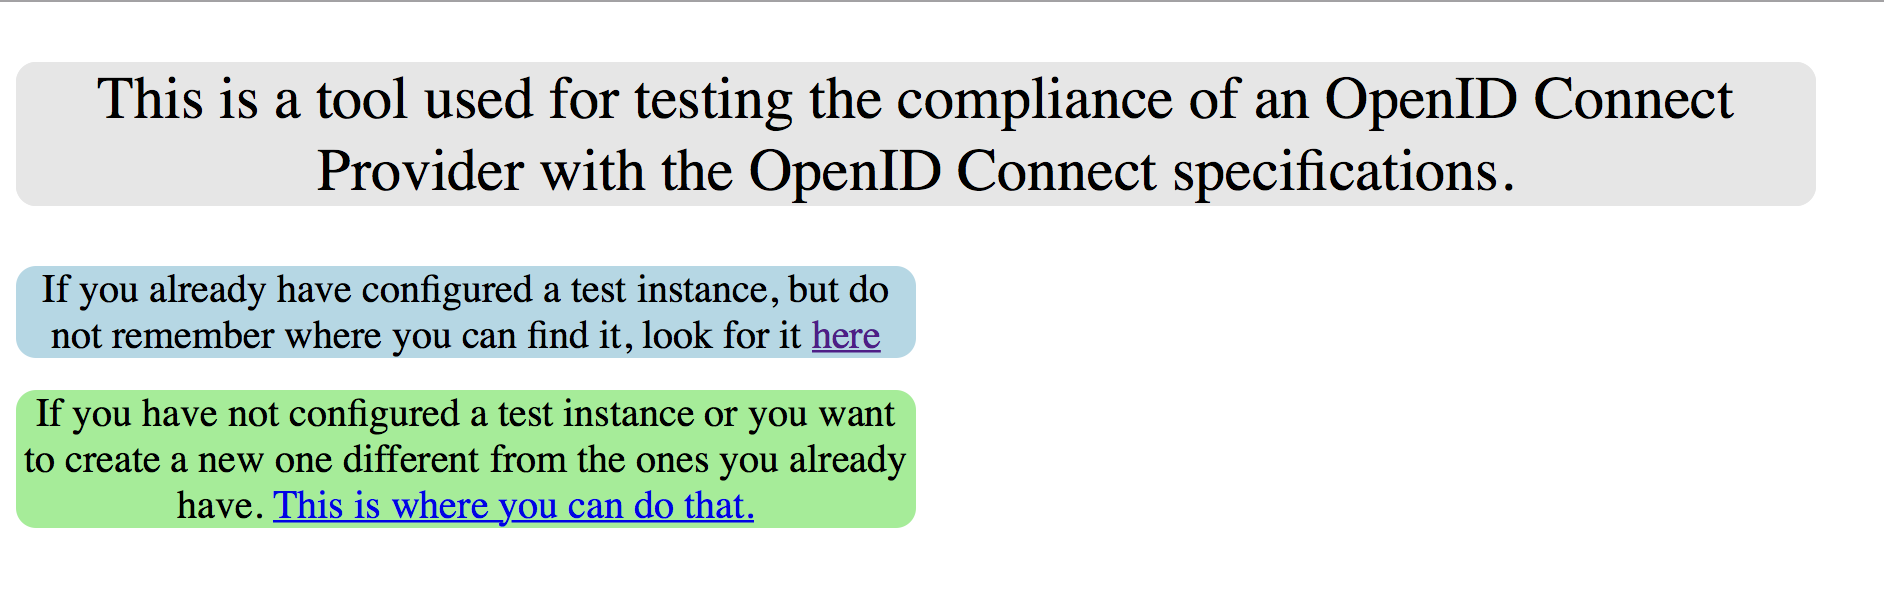 This is a tool used for testing the compliance of an OpenID Connect
Provider with the OpenID Connect specifications.
If you already have configured a test instance, but do
not remember where you can find it, look for it here
If you have not configured a test instance or you want
to create a new one different from the ones you already
have. This is where you can do that.